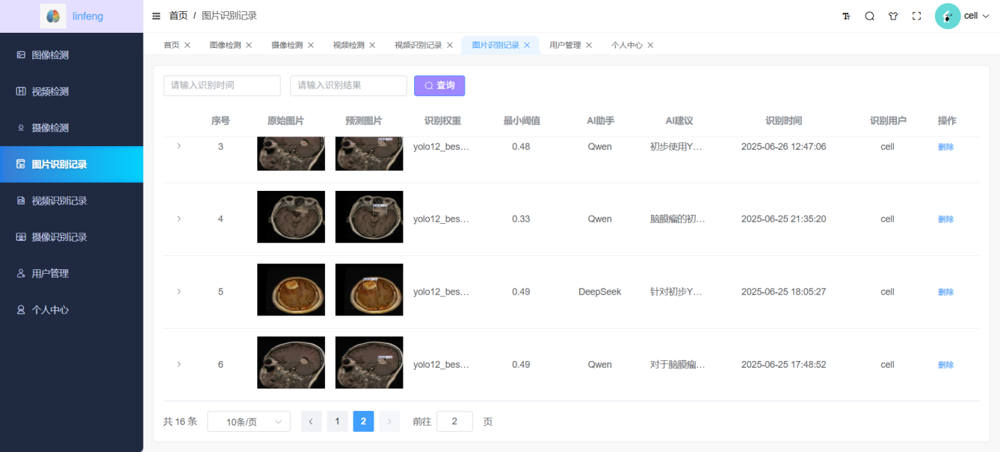 linfeng
首页 / 图片识别记录
cell
首页 图像检测 摄像检测 视频检测 视频识别记录 图片识别记录 用户管理 个人中心
图像检测
视频检测
摄像检测
图片识别记录
视频识别记录
摄像识别记录
用户管理
个人中心
请输入识别时间 请输入识别结果 查询
序号 原始图片 预测图片 识别权重 最小阈值 AI助手 AI建议 识别时间 识别用户 操作
3 yolo12_bes... 0.48 Qwen 初步使用Y... 2025-06-26 12:47:06 cell 删除
4 yolo12_bes... 0.33 Qwen 脑膜瘤的初... 2025-06-25 21:35:20 cell 删除
5 yolo12_bes... 0.49 DeepSeek 针对初步Y... 2025-06-25 18:05:27 cell 删除
6 yolo12_bes... 0.49 Qwen 对于脑膜瘤... 2025-06-25 17:48:52 cell 删除
共 16 条 10条/页 1 2 前往 2 页